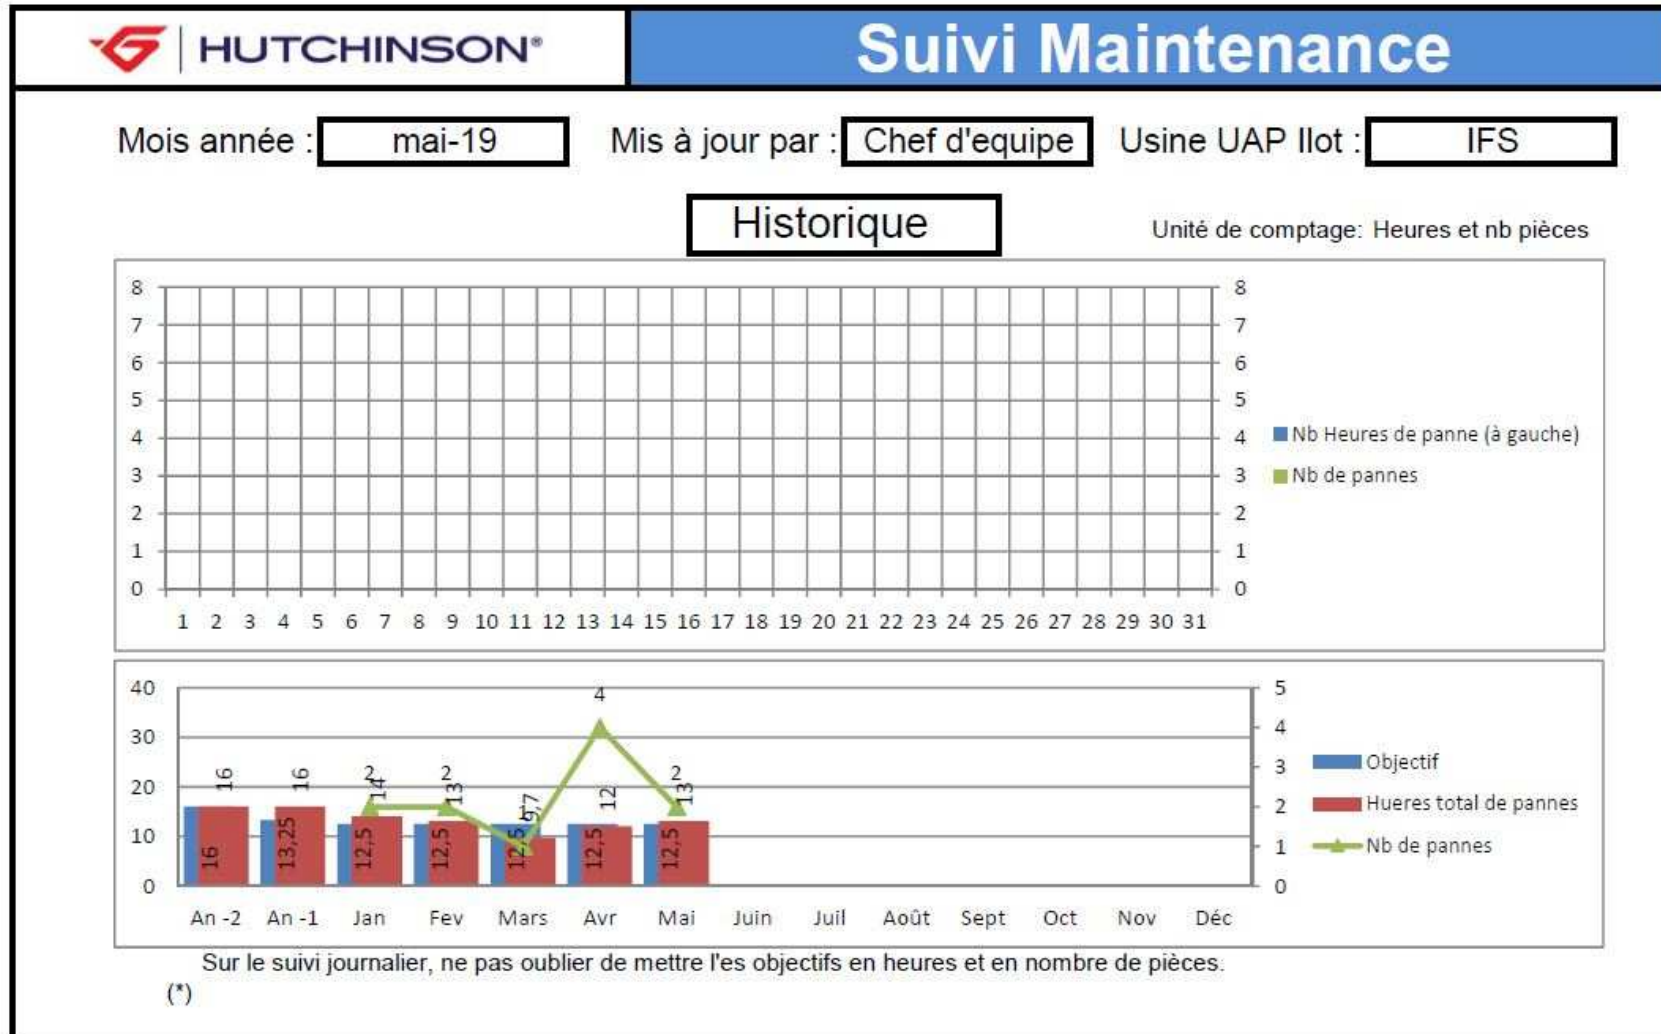 HUTCHINSON®
Suivi Maintenance
Mois année : mai-19 Mis à jour par : Chef d'equipe Usine UAP Ilot : IFS
Historique
Unité de comptage: Heures et nb pièces
8 8
7 7
6 6
5 5
4 4
3 3
2 2
1 1
0 0
Nb Heures de panne (à gauche)
Nb de pannes
1 2 3 4 5 6 7 8 9 10 11 12 13 14 15 16 17 18 19 20 21 22 23 24 25 26 27 28 29 30 31
40 5
30 4
20 3
10 2
0 1
0
4
16 16 2 14 2 13 1 9,7 12 2 13
16 13,25 12,5 12,5 12,5 12,5 12,5
Objectif
Hueres total de pannes
Nb de pannes
An -2 An -1 Jan Fev Mars Avr Mai Juin Juil Août Sept Oct Nov Déc
Sur le suivi journalier, ne pas oublier de mettre l'es objectifs en heures et en nombre de pièces.
(*)